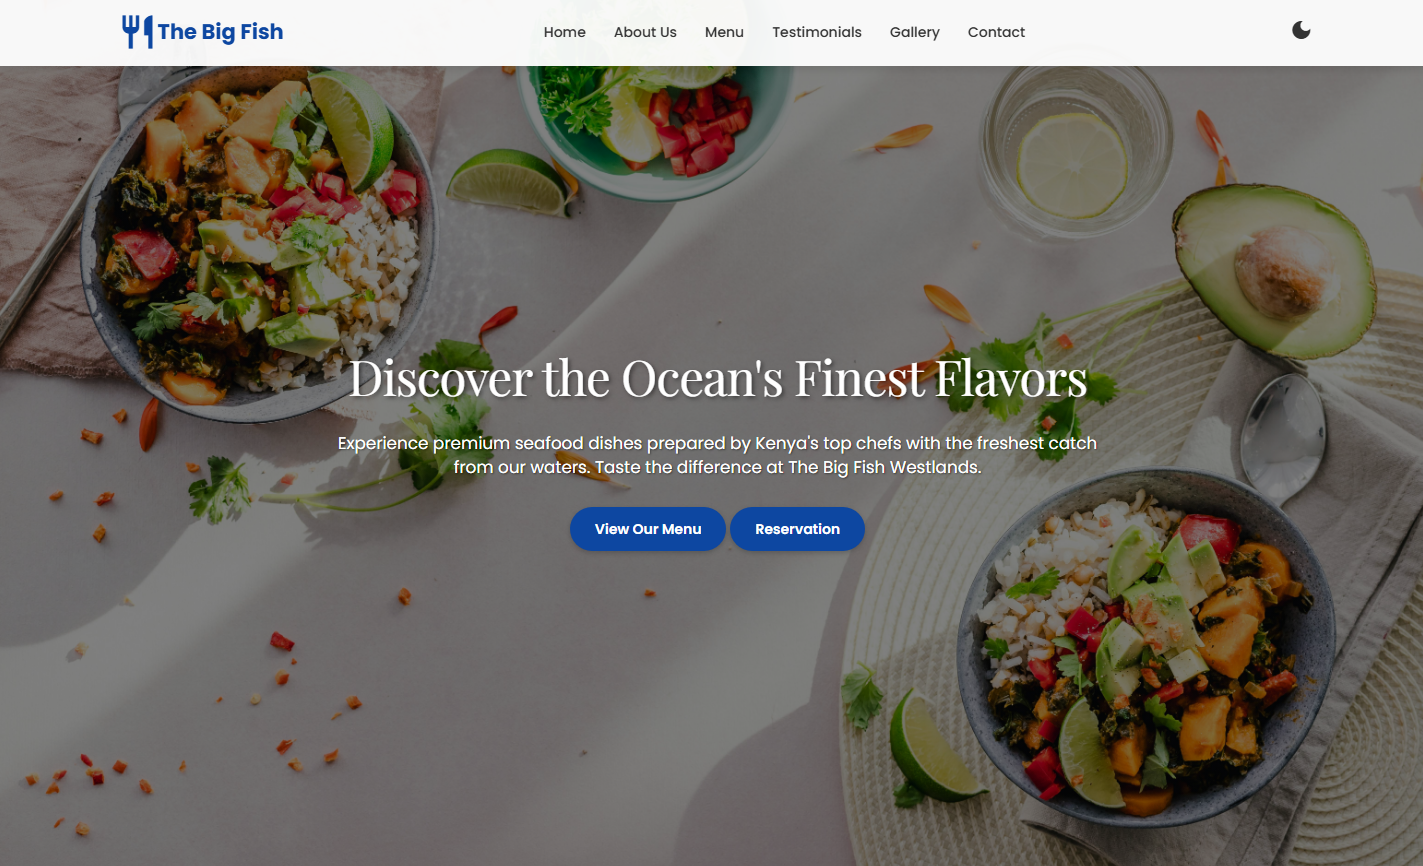 The Big Fish
Home About Us Menu Testimonials Gallery Contact
Discover the Ocean's Finest Flavors
Experience premium seafood dishes prepared by Kenya's top chefs with the freshest catch
from our waters. Taste the difference at The Big Fish Westlands.
View Our Menu Reservation